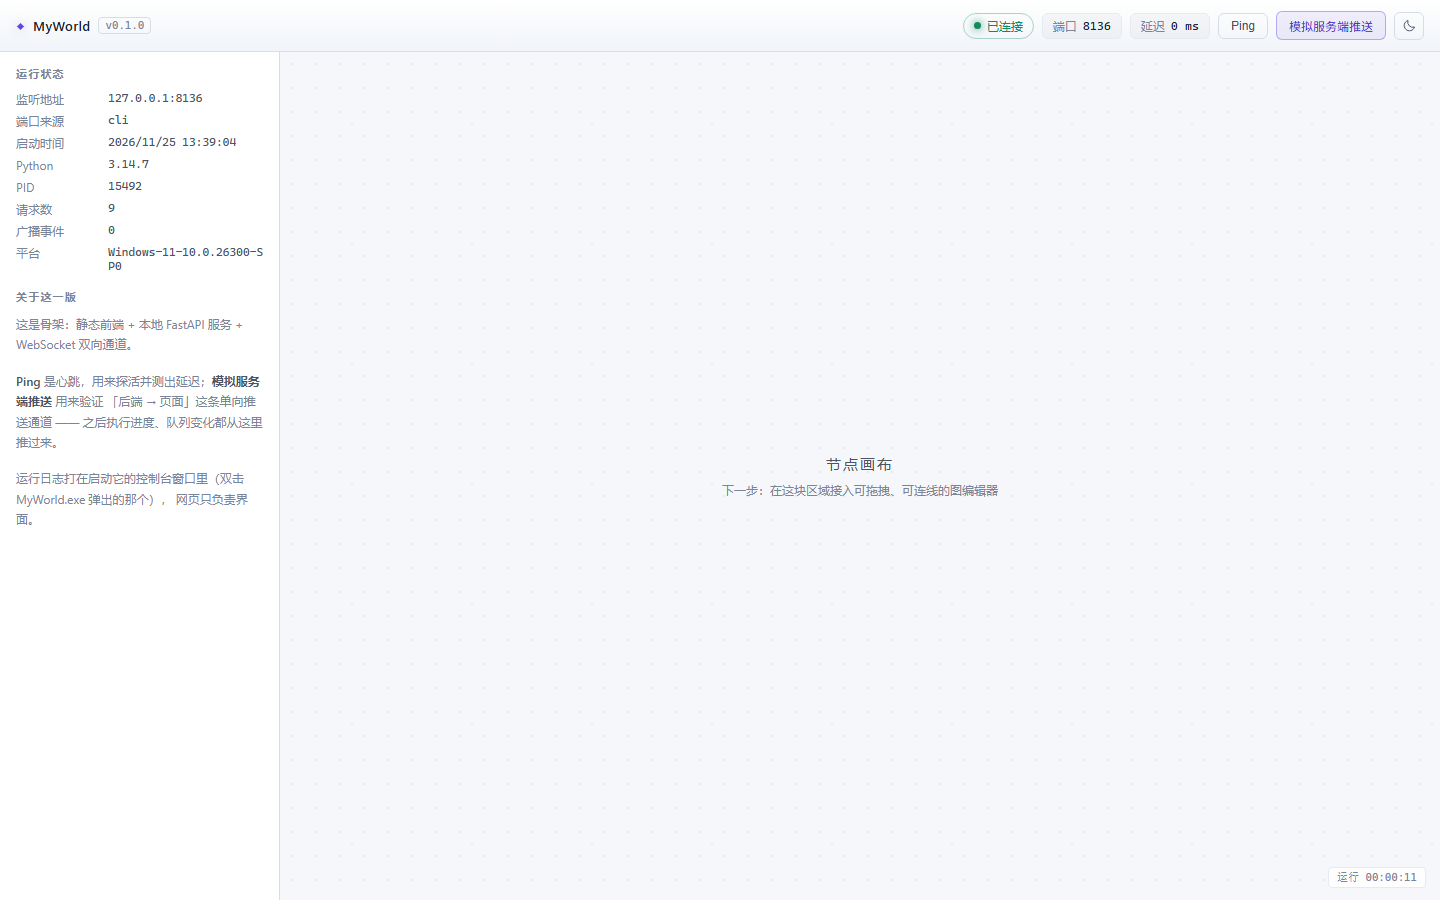 MyWorld v0.1.0
已连接 端口 8136 延迟 0 ms Ping 模拟服务端推送
运行状态
监听地址 127.0.0.1:8136
端口来源 cli
启动时间 2026/11/25 13:39:04
Python 3.14.7
PID 15492
请求数 9
广播事件 0
平台 Windows-11-10.0.26300-S
P0
关于这一版
这是骨架：静态前端 + 本地 FastAPI 服务 +
WebSocket 双向通道。
Ping 是心跳，用来探活并测出延迟；模拟服务
端推送 用来验证 「后端 → 页面」这条单向推
送通道 —— 之后执行进度、队列变化都从这里
推过来。
运行日志打在启动它的控制台窗口里（双击
MyWorld.exe 弹出的那个）， 网页只负责界
面。
节点画布
下一步：在这块区域接入可拖拽、可连线的图编辑器
运行 00:00:11